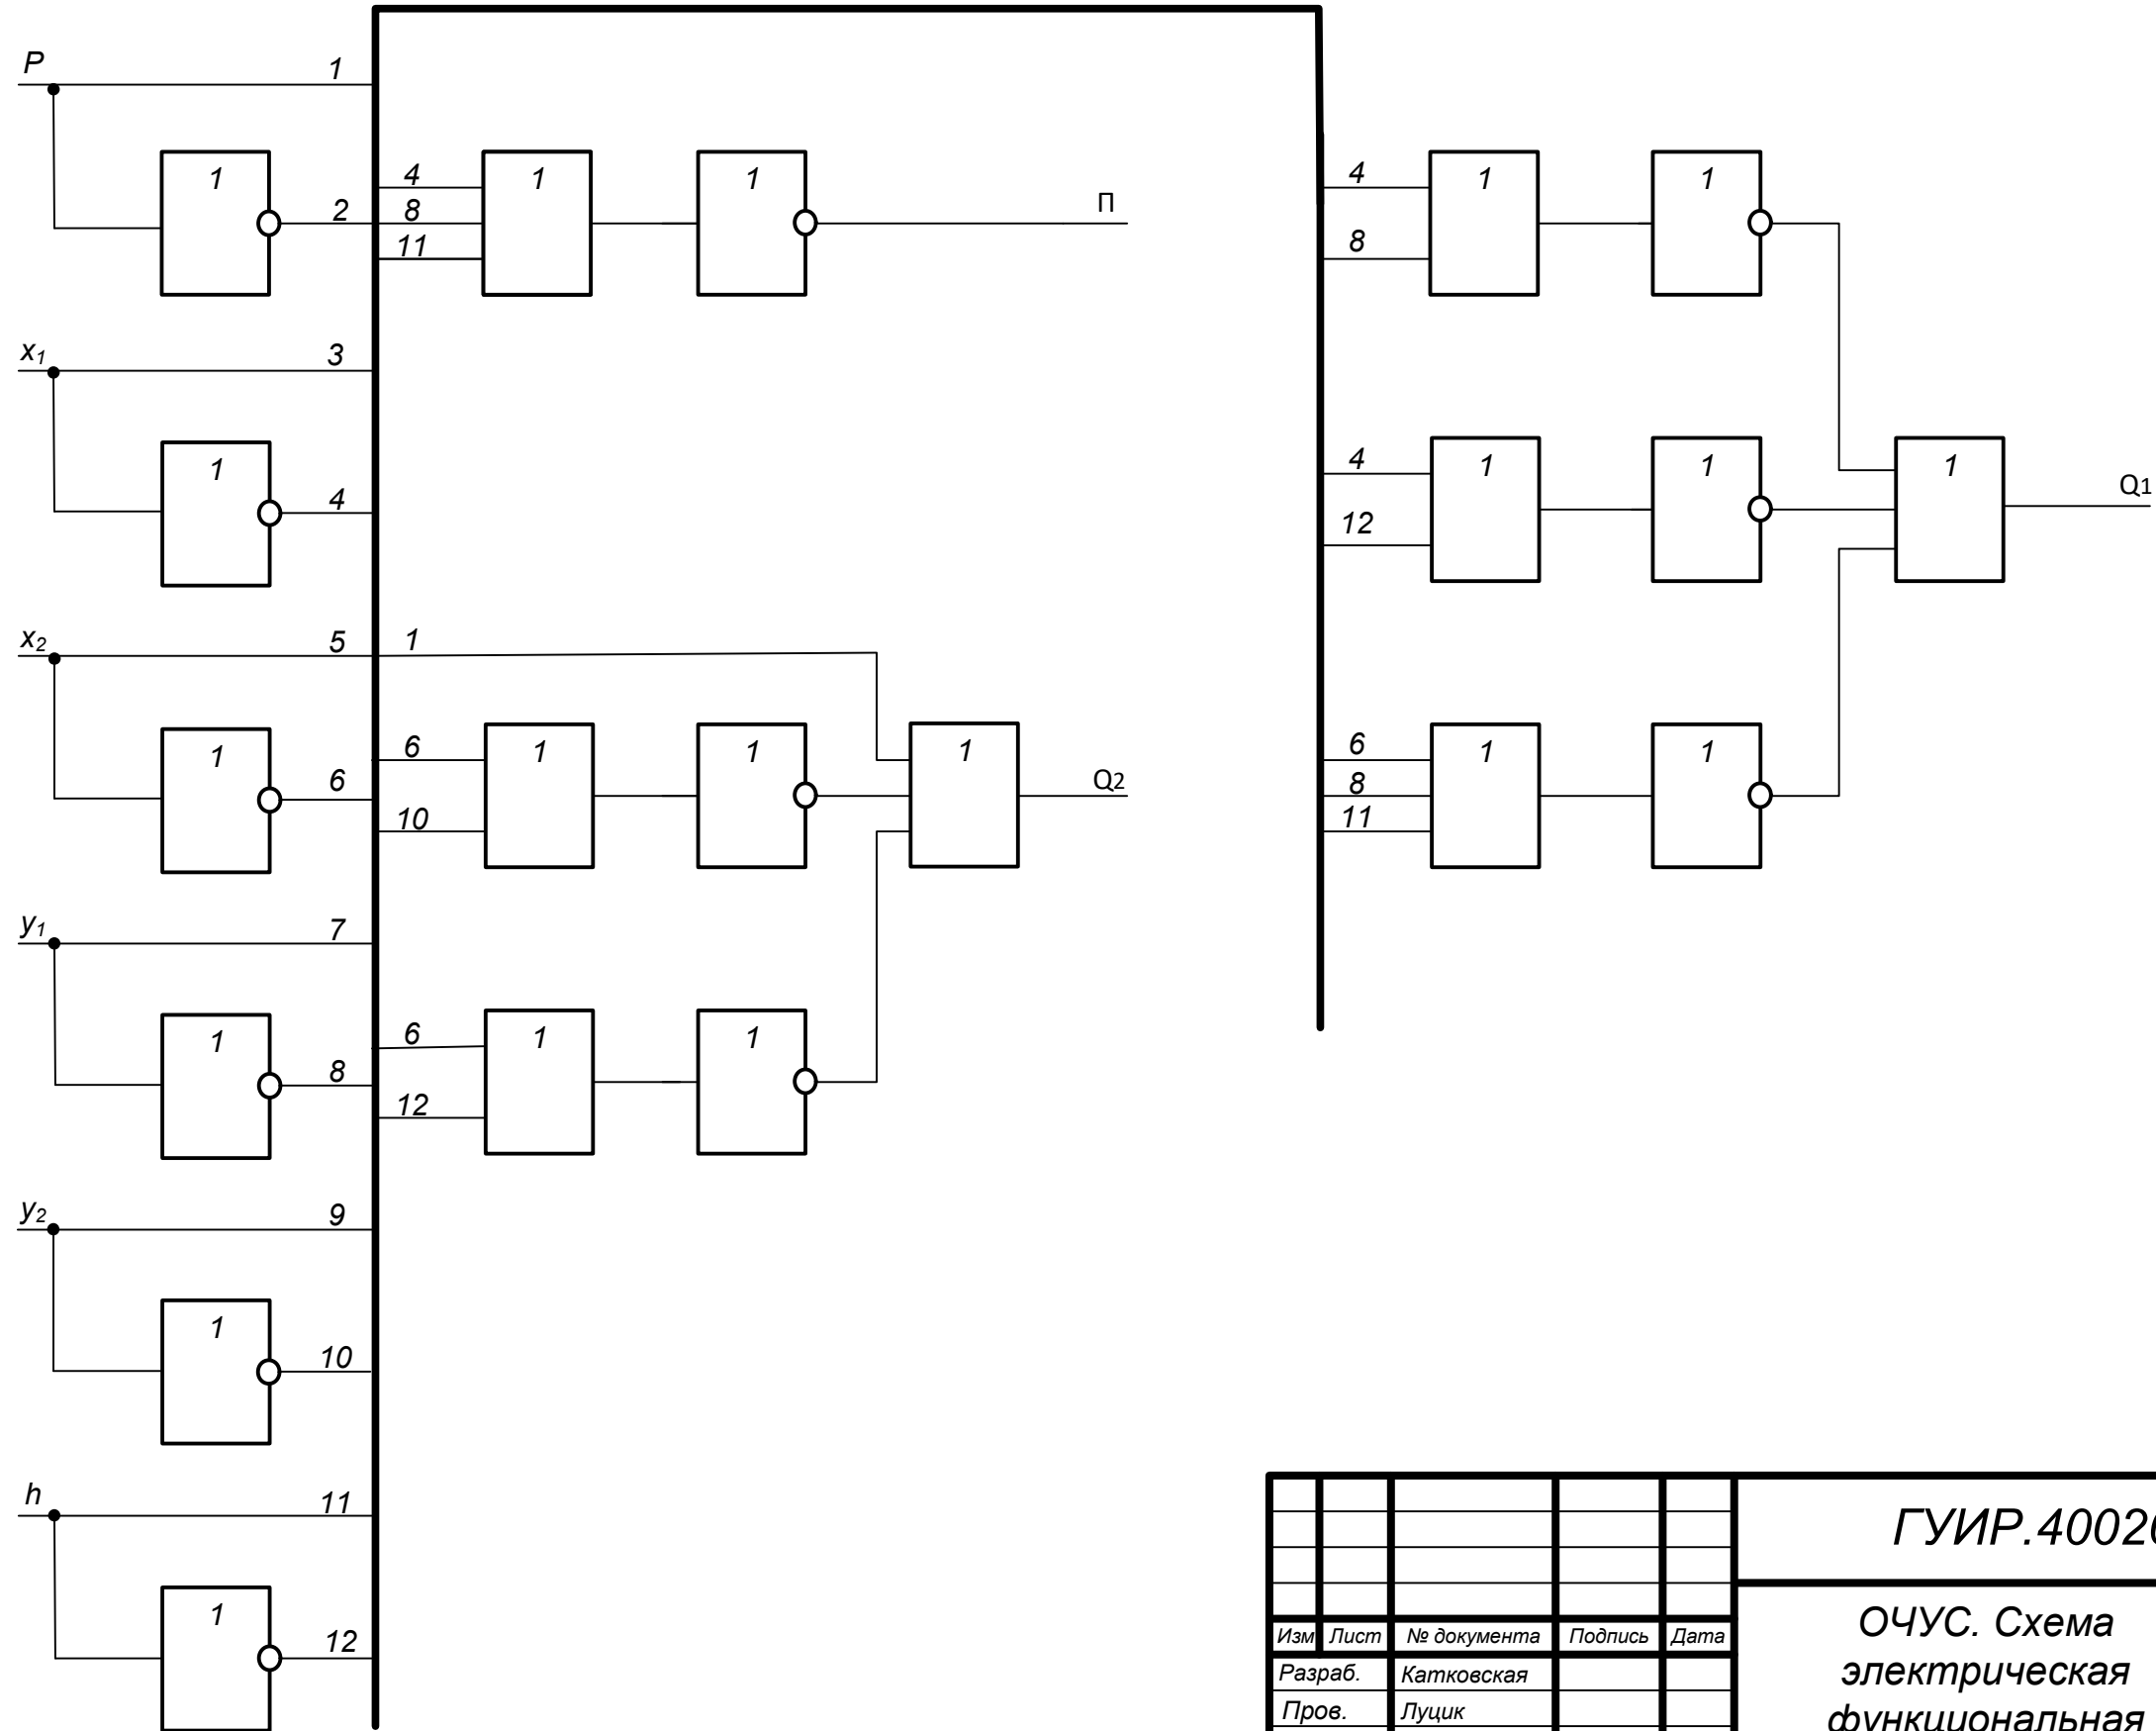 P 1
1
2
4
8
11
1
1
П
4
8
1
1
x1 3
1
4
4
12
1
1
1
Q1
x2 5
1
1
6
6
10
1
1
1
Q2
6
8
11
1
1
y1 7
1
8
6
12
1
1
y2 9
1
10
h 11
1
12
ГУИР.4002
ОЧУС. Схема
электрическая
функциональная
Изм Лист № документа Подпись Дата
Разраб. Катковская
Пров. Луцик